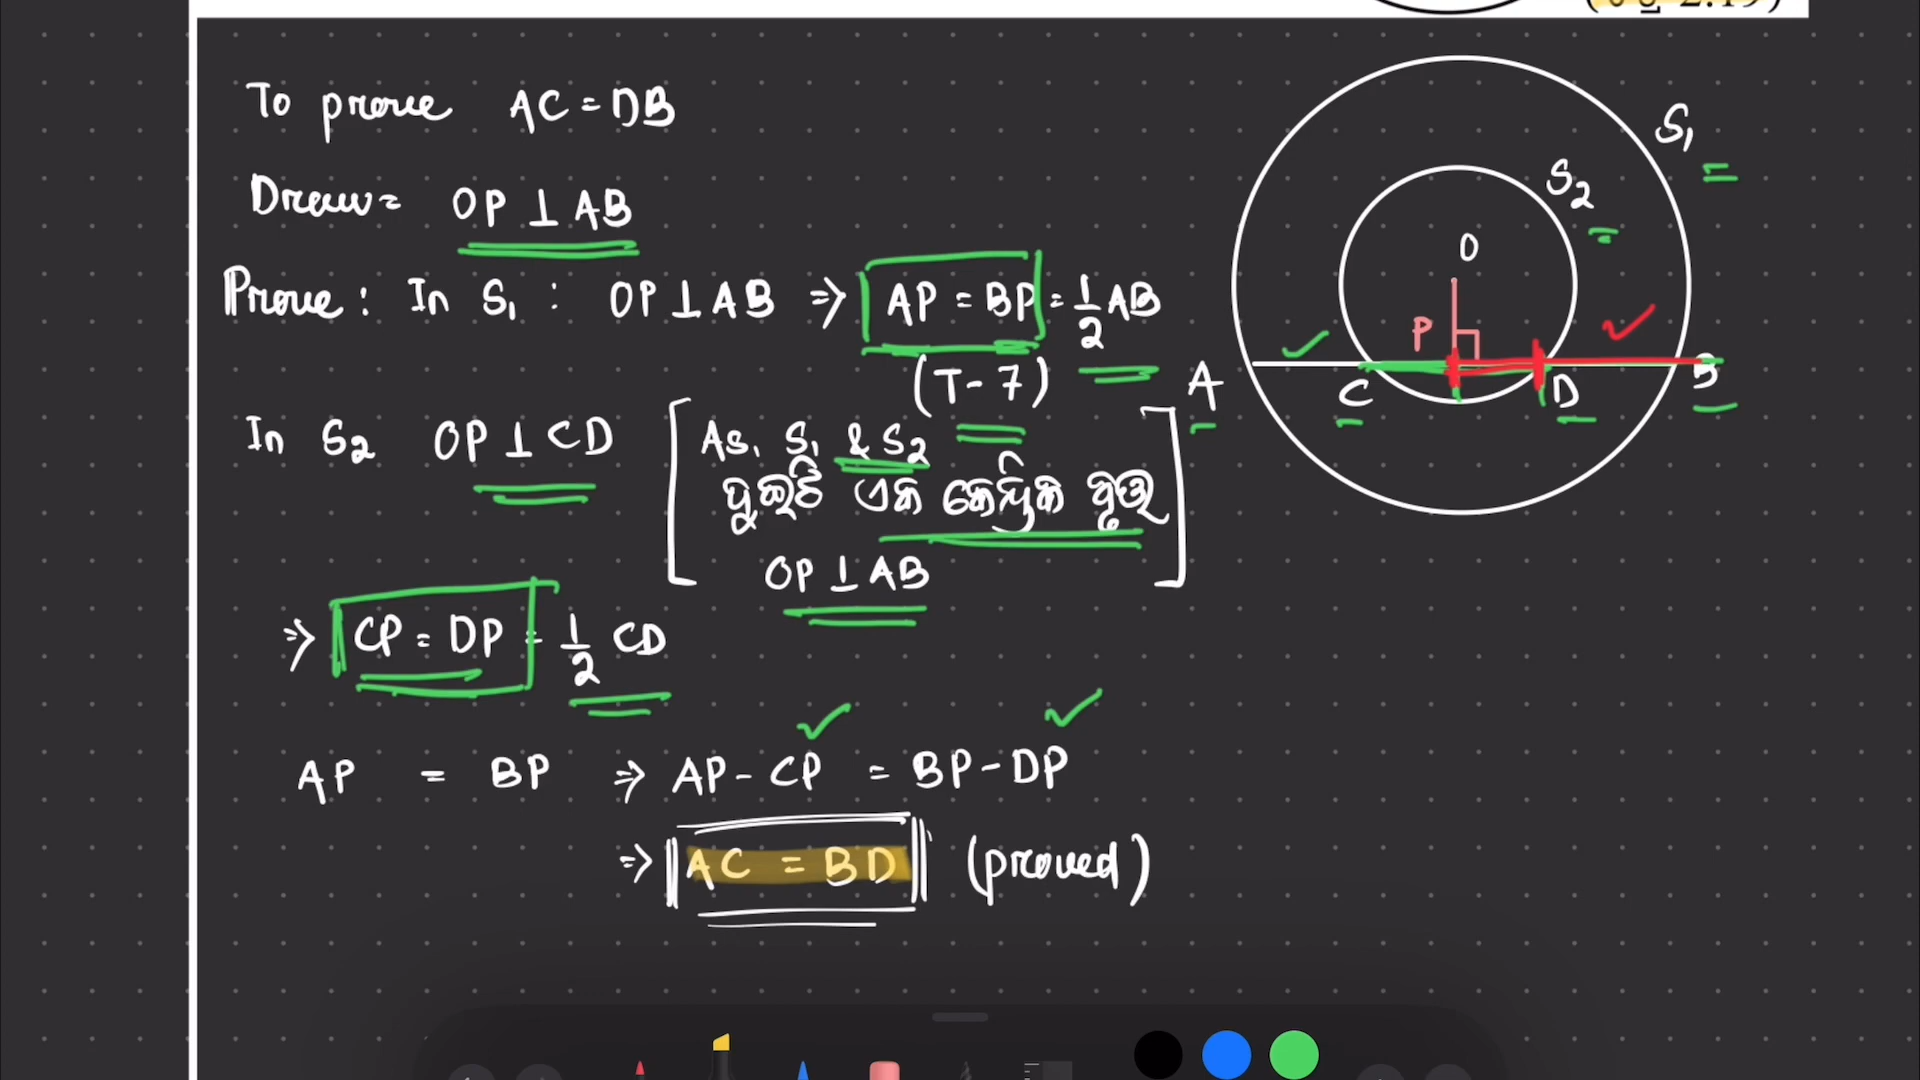 To prove AC = DB
Draw = OP ⊥ AB
Prove : In S₁ : OP ⊥ AB ⇒ AP = BP = 1/2 AB
(T-7)
In S₂ OP ⊥ CD [ As, S₁ & S₂
ଦୁଇଟି ଏକ କେନ୍ଦ୍ରିକ ବୃତ୍ତ
OP ⊥ AB ]
⇒ CP = DP = 1/2 CD
AP = BP ⇒ AP - CP = BP - DP
⇒ AC = BD (proved)
S₁
S₂
O
P
A
B
C
D